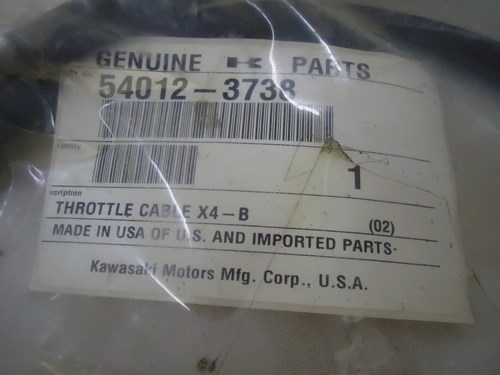 GENUINE K PARTS
54012-3738
1
THROTTLE CABLE X4-B (02)
MADE IN USA OF U.S. AND IMPORTED PARTS
Kawasaki Motors Mfg. Corp., U.S.A.